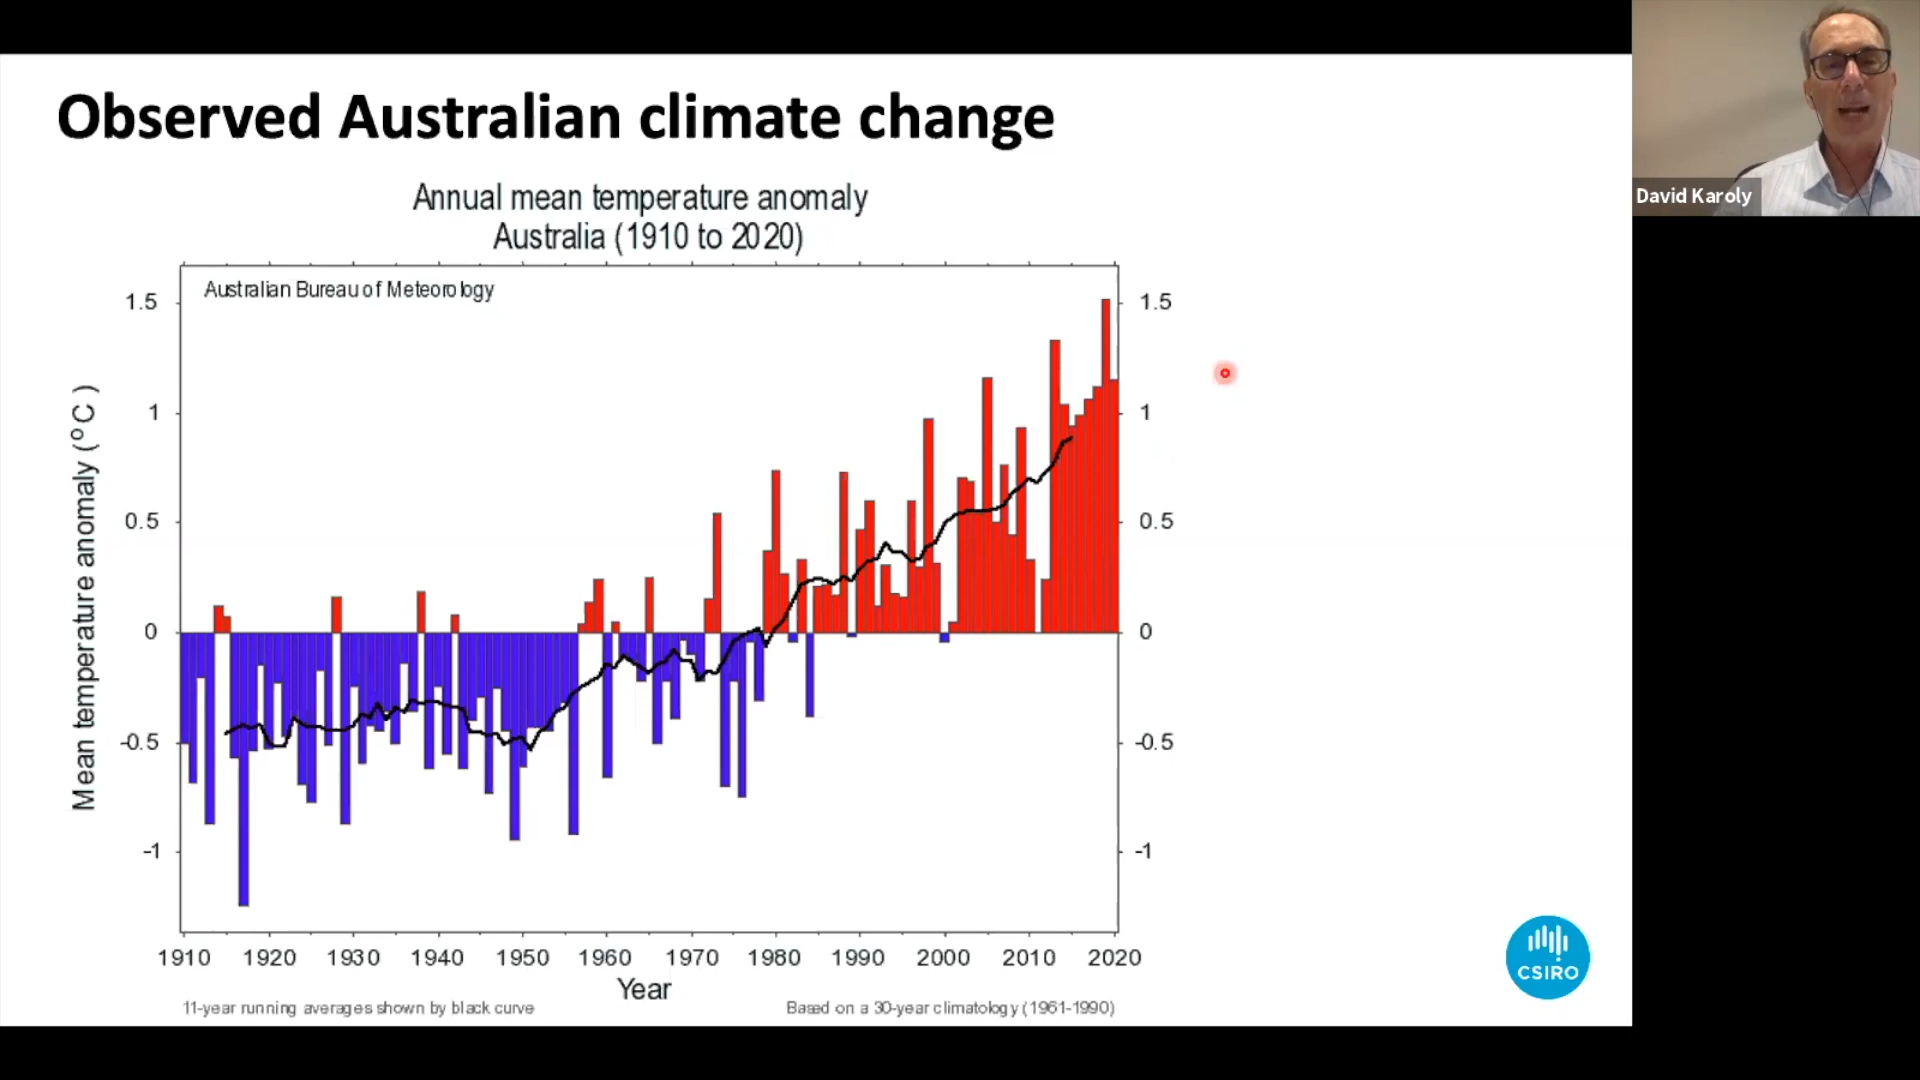 Observed Australian climate change
David Karoly
Annual mean temperature anomaly
Australia (1910 to 2020)
Australian Bureau of Meteorology
1.5
1
0.5
0
-0.5
-1
Mean temperature anomaly (°C)
1.5
1
0.5
0
-0.5
-1
1910 1920 1930 1940 1950 1960 1970 1980 1990 2000 2010 2020
Year
11-year running averages shown by black curve
Based on a 30-year climatology (1961-1990)
CSIRO